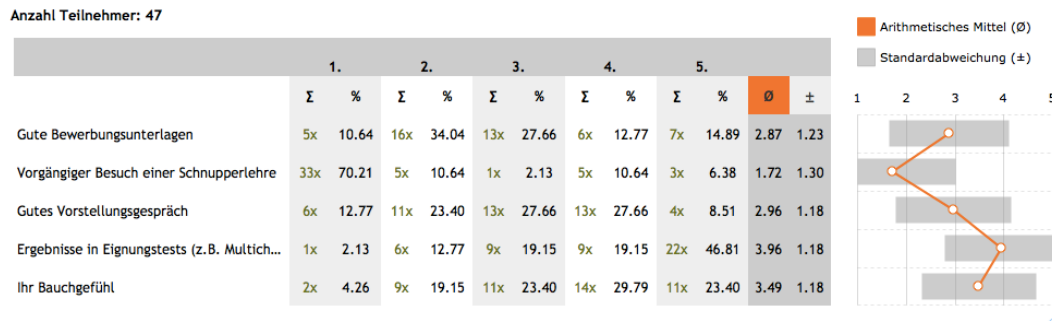 Anzahl Teilnehmer: 47
Arithmetisches Mittel (Ø)
Standardabweichung (±)
1. 2. 3. 4. 5.
Σ % Σ % Σ % Σ % Σ % Ø ±
1 2 3 4 5
Gute Bewerbungsunterlagen 5x 10.64 16x 34.04 13x 27.66 6x 12.77 7x 14.89 2.87 1.23
Vorgängiger Besuch einer Schnupperlehre 33x 70.21 5x 10.64 1x 2.13 5x 10.64 3x 6.38 1.72 1.30
Gutes Vorstellungsgespräch 6x 12.77 11x 23.40 13x 27.66 13x 27.66 4x 8.51 2.96 1.18
Ergebnisse in Eignungstests (z.B. Multich... 1x 2.13 6x 12.77 9x 19.15 9x 19.15 22x 46.81 3.96 1.18
Ihr Bauchgefühl 2x 4.26 9x 19.15 11x 23.40 14x 29.79 11x 23.40 3.49 1.18